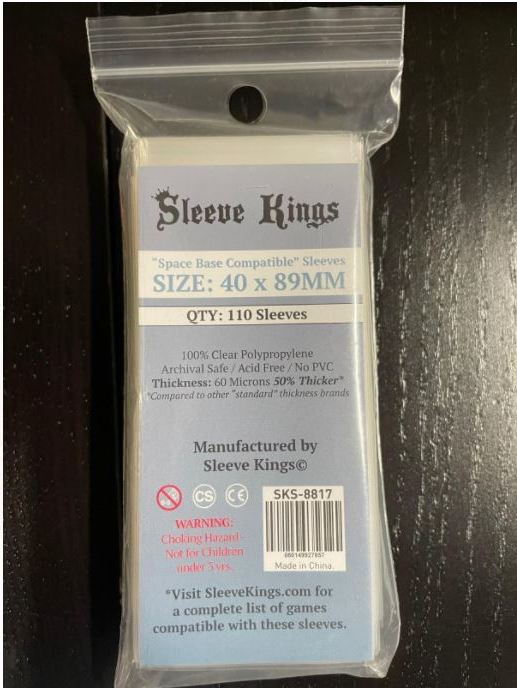 Sleeve Kings
"Space Base Compatible" Sleeves
SIZE: 40 x 89MM
QTY: 110 Sleeves
100% Clear Polypropylene
Archival Safe / Acid Free / No PVC
Thickness: 60 Microns 50% Thicker*
*Compared to other "standard" thickness brands
Manufactured by
Sleeve Kings©
CS CE
SKS-8817
WARNING:
Choking Hazard-
Not for Children
under 5 yrs.
Made in China.
*Visit SleeveKings.com for
a complete list of games
compatible with these sleeves.